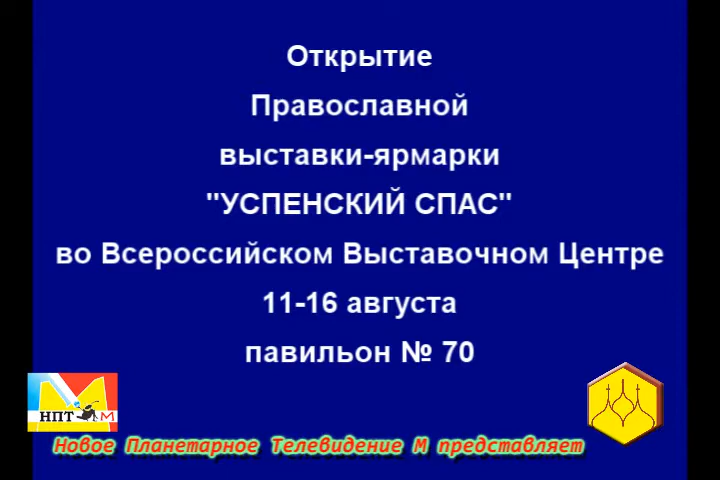 Открытие
Православной
выставки-ярмарки
"УСПЕНСКИЙ СПАС"
во Всероссийском Выставочном Центре
11-16 августа
павильон № 70
НПТ М
Новое Планетарное Телевидение М представляет